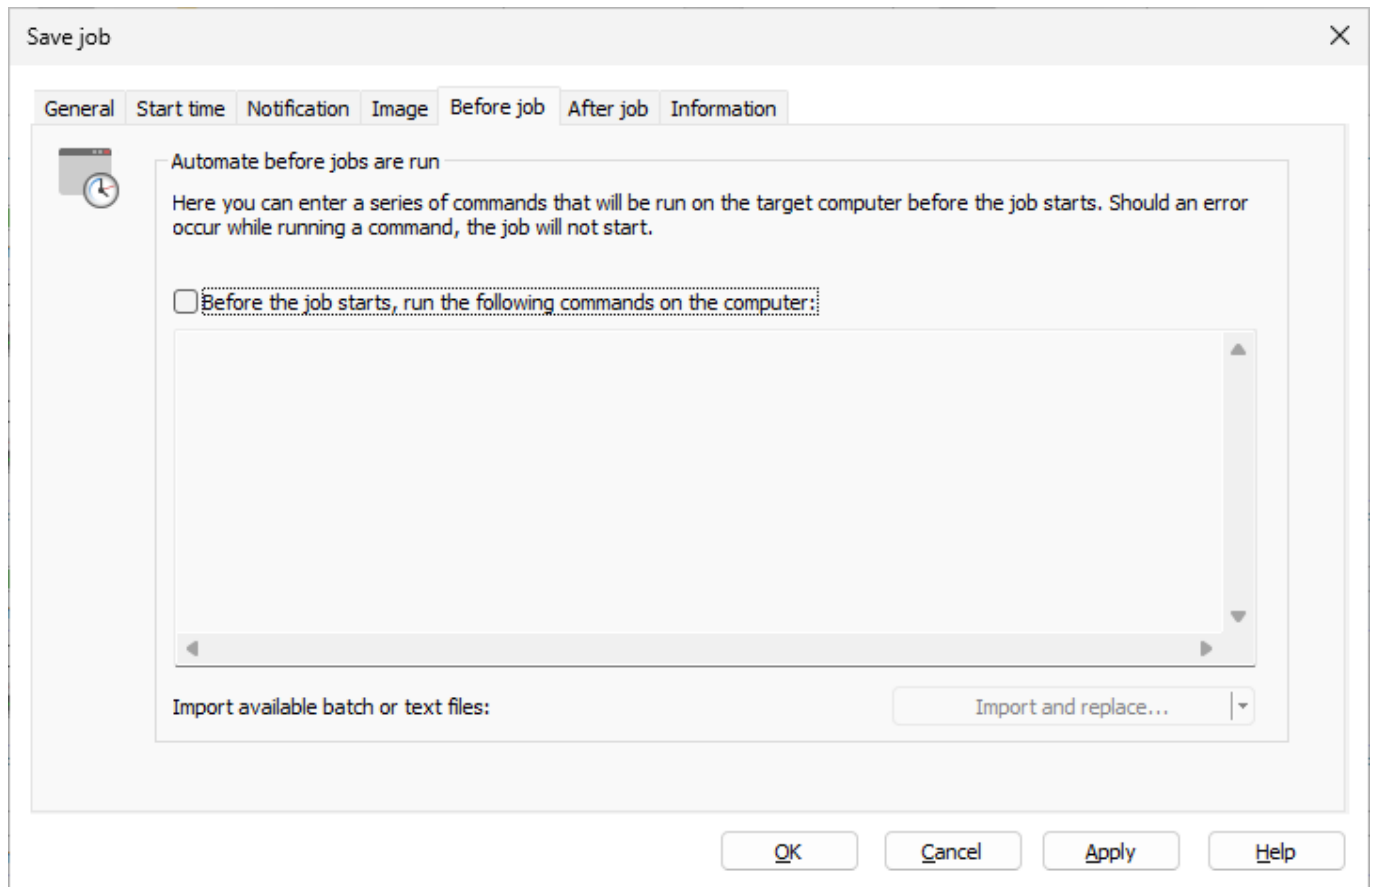 Save job
General
Start time
Notification
Image
Before job
After job
Information
Automate before jobs are run
Here you can enter a series of commands that will be run on the target computer before the job starts. Should an error
occur while running a command, the job will not start.
Before the job starts, run the following commands on the computer:
Import available batch or text files:
Import and replace...
OK
Cancel
Apply
Help